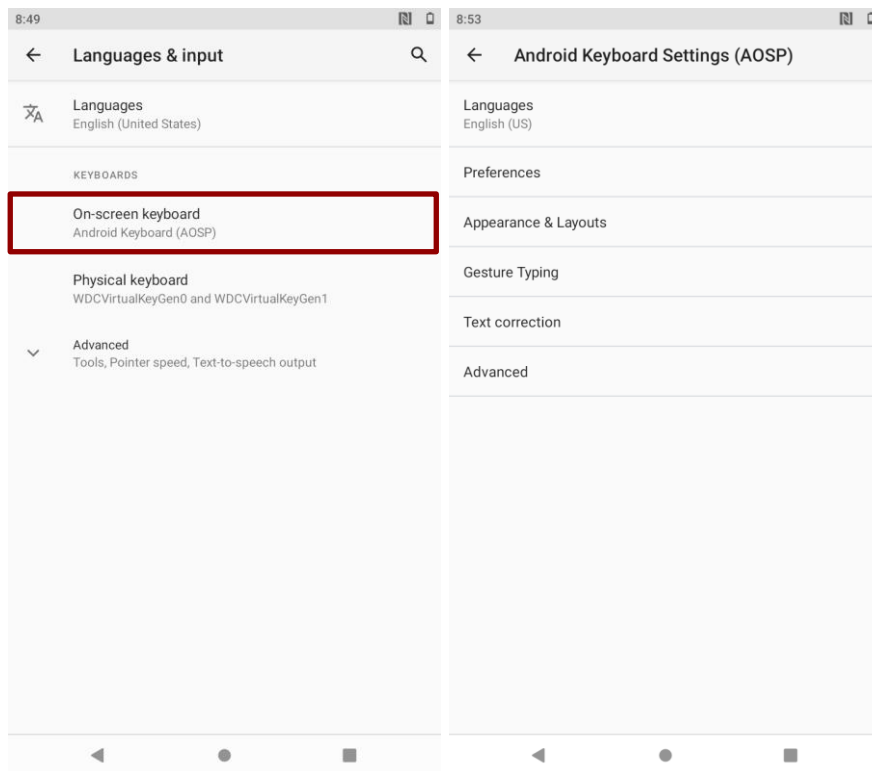 8:49
Languages & input
Languages
English (United States)
KEYBOARDS
On-screen keyboard
Android Keyboard (AOSP)
Physical keyboard
WDCVirtualKeyGen0 and WDCVirtualKeyGen1
Advanced
Tools, Pointer speed, Text-to-speech output
8:53
Android Keyboard Settings (AOSP)
Languages
English (US)
Preferences
Appearance & Layouts
Gesture Typing
Text correction
Advanced